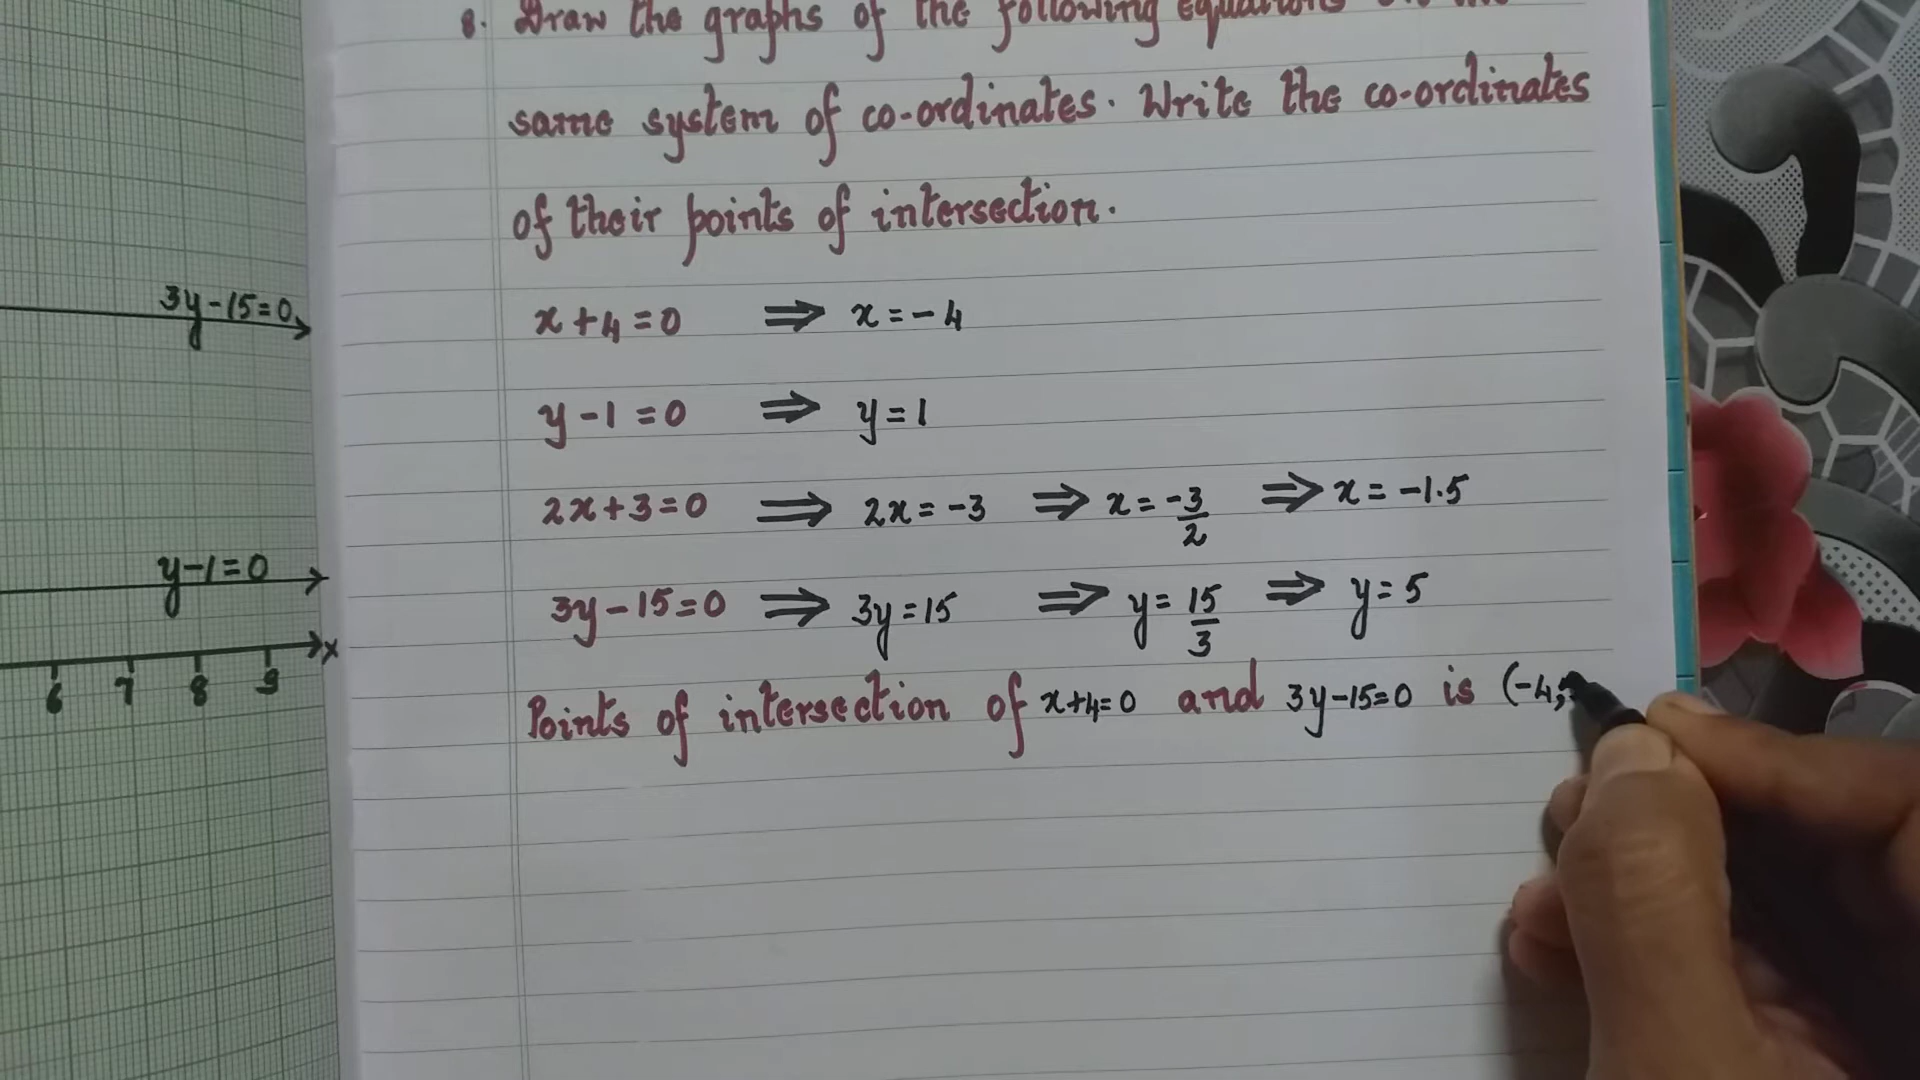 8. Draw the graphs of the following equations
same system of co-ordinates. Write the co-ordinates
of their points of intersection.
x + 4 = 0 ⇒ x = - 4
y - 1 = 0 ⇒ y = 1
2x + 3 = 0 ⇒ 2x = -3 ⇒ x = -3/2 ⇒ x = -1.5
3y - 15 = 0 ⇒ 3y = 15 ⇒ y = 15/3 ⇒ y = 5
Points of intersection of x+4=0 and 3y-15=0 is (-4,
3y-15=0
y-1=0
x
6 7 8 9